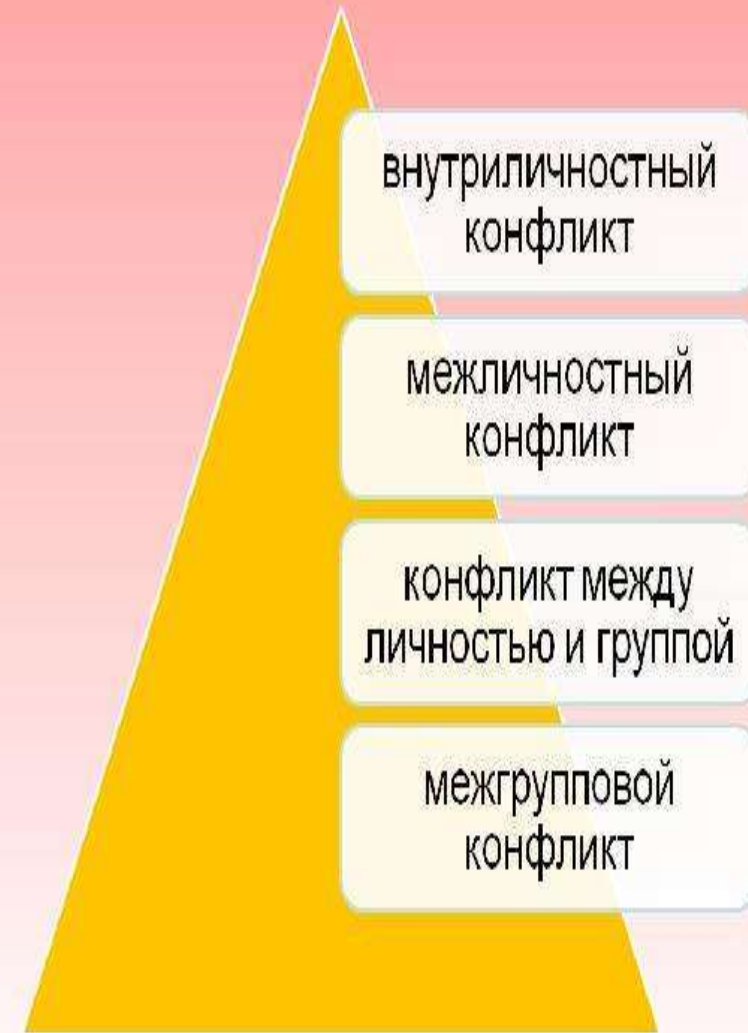 внутриличностный
конфликт
межличностный
конфликт
конфликт между
личностью и группой
межгрупповой
конфликт